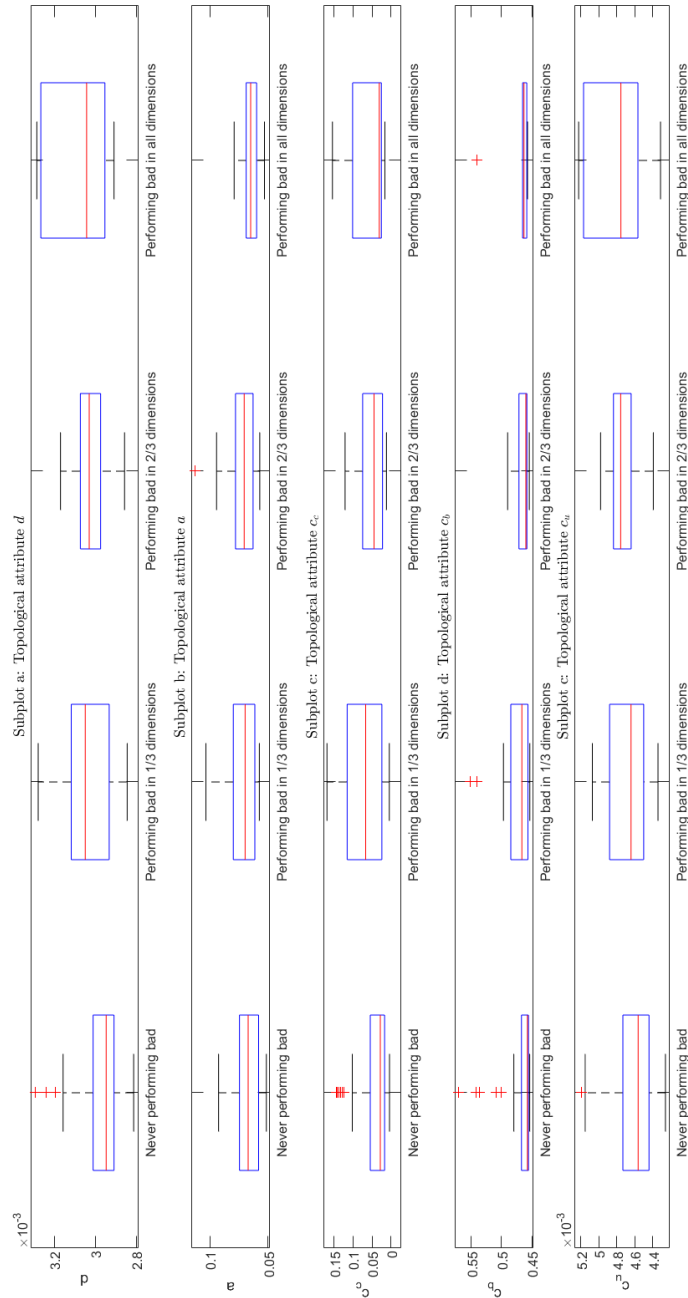 ×10⁻³
Subplot a: Topological attribute d
3.2
3
2.8
d
Never performing bad
Performing bad in 1/3 dimensions
Performing bad in 2/3 dimensions
Performing bad in all dimensions
Subplot b: Topological attribute a
0.1
0.05
a
Never performing bad
Performing bad in 1/3 dimensions
Performing bad in 2/3 dimensions
Performing bad in all dimensions
Subplot c: Topological attribute c_c
0.15
0.1
0.05
0
c_c
Never performing bad
Performing bad in 1/3 dimensions
Performing bad in 2/3 dimensions
Performing bad in all dimensions
Subplot d: Topological attribute c_b
0.55
0.5
0.45
c_b
Never performing bad
Performing bad in 1/3 dimensions
Performing bad in 2/3 dimensions
Performing bad in all dimensions
Subplot c: Topological attribute c_u
5.2
5
4.8
4.6
4.4
c_u
Never performing bad
Performing bad in 1/3 dimensions
Performing bad in 2/3 dimensions
Performing bad in all dimensions